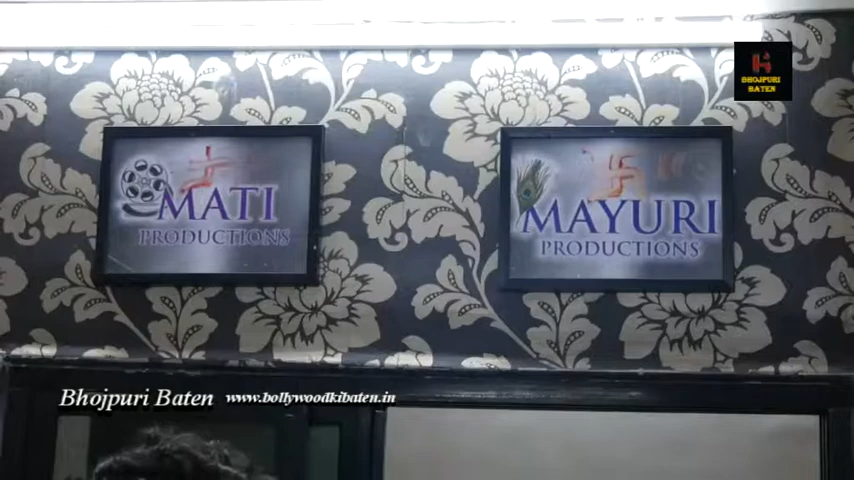 BHOJPURI
BATEN
MATI
PRODUCTIONS
MAYURI
PRODUCTIONS
Bhojpuri Baten www.bollywoodkibaten.in